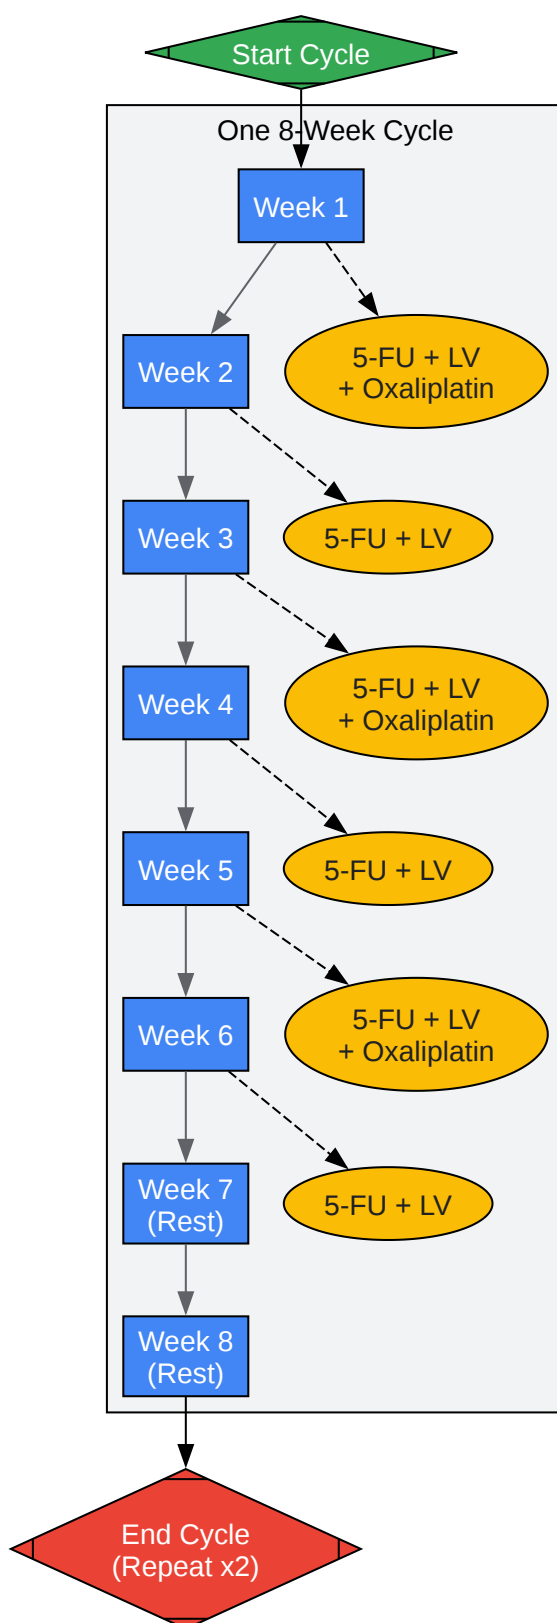 Start Cycle
One 8-Week Cycle
Week 1
5-FU + LV
+ Oxaliplatin
Week 2
5-FU + LV
Week 3
5-FU + LV
+ Oxaliplatin
Week 4
5-FU + LV
Week 5
5-FU + LV
+ Oxaliplatin
Week 6
5-FU + LV
Week 7
(Rest)
Week 8
(Rest)
End Cycle
(Repeat x2)